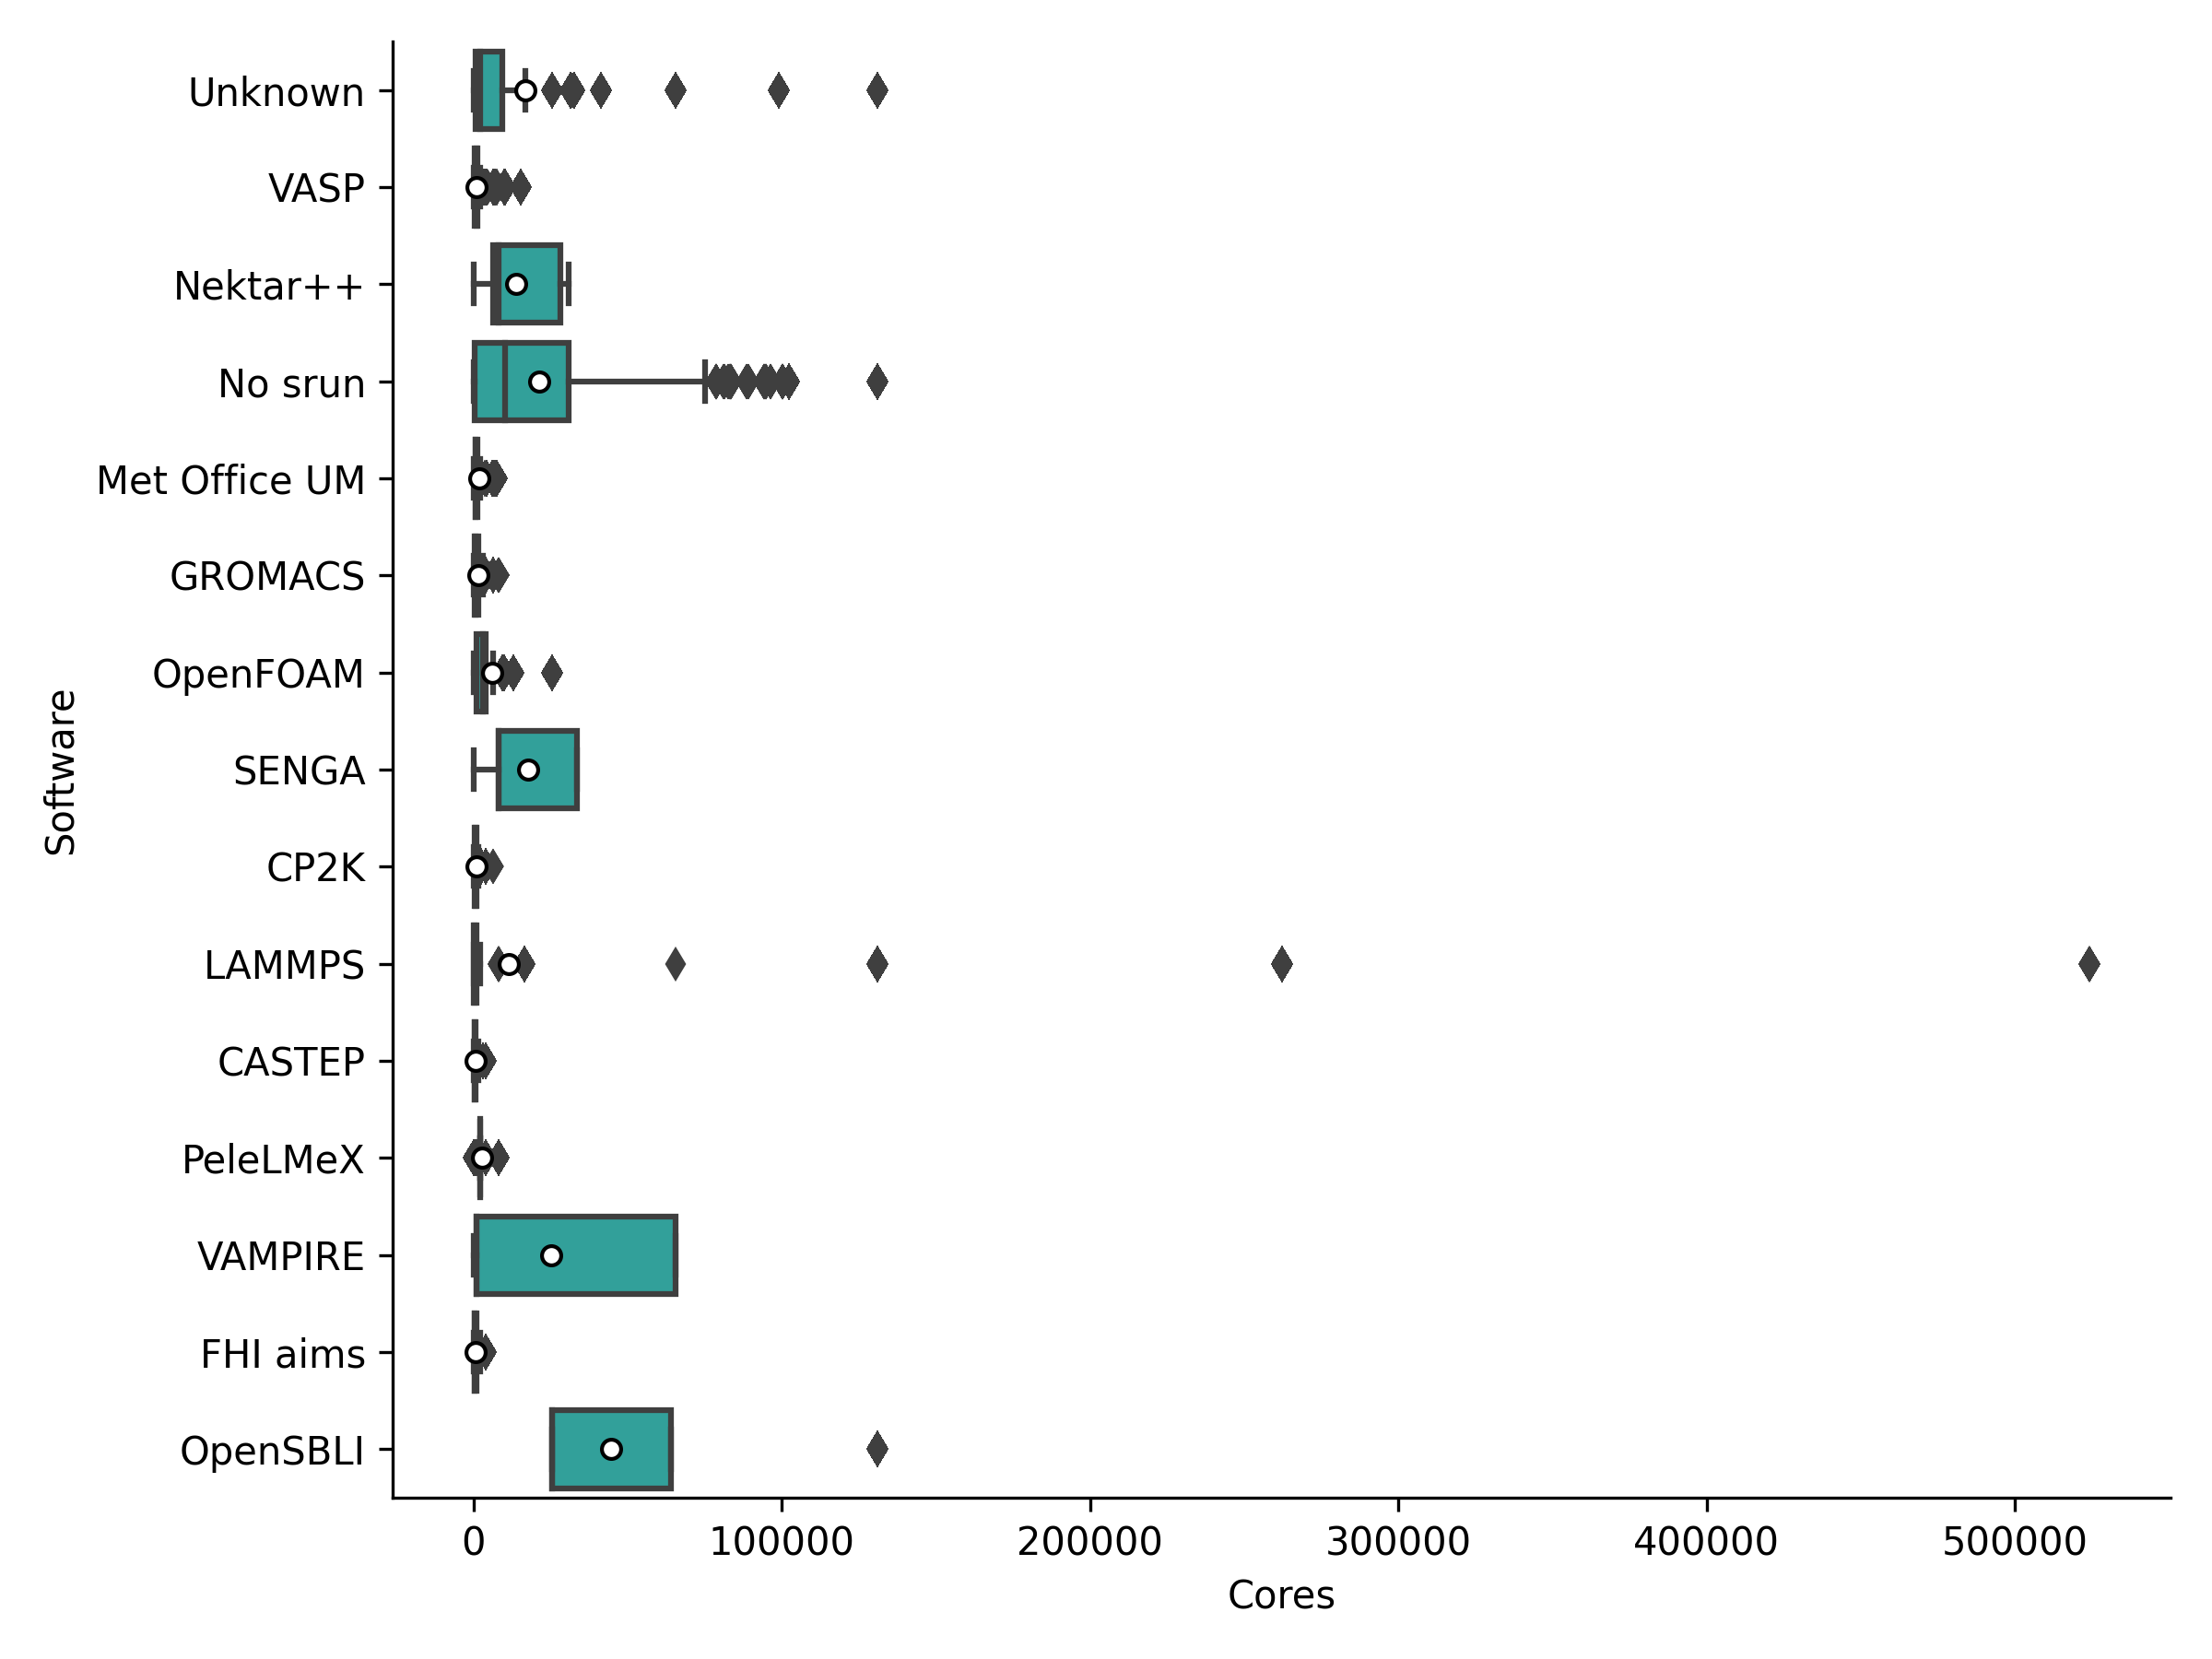 Unknown
VASP
Nektar++
No srun
Met Office UM
GROMACS
OpenFOAM
SENGA
CP2K
LAMMPS
CASTEP
PeleLMeX
VAMPIRE
FHI aims
OpenSBLI
Software
0 100000 200000 300000 400000 500000
Cores